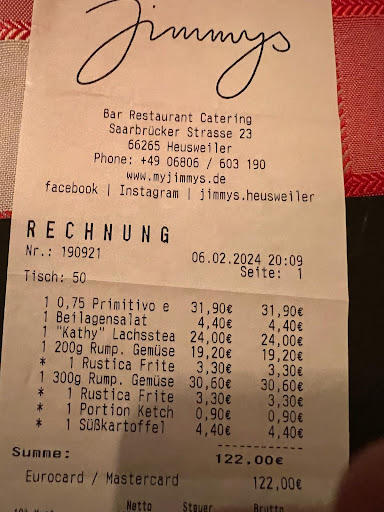 Jimmys
Bar Restaurant Catering
Saarbrücker Strasse 23
66265 Heusweiler
Phone: +49 06806 / 603 190
www.myjimmys.de
facebook | Instagram | jimmys.heusweiler
RECHNUNG
Nr.: 190921 06.02.2024 20:09
Seite: 1
Tisch: 50
1 0,75 Primitivo e 31,90€ 31,90€
1 Beilagensalat 4,40€ 4,40€
1 "Kathy" Lachsstea 24,00€ 24,00€
1 200g Rump. Gemüse 19,20€ 19,20€
* 1 Rustica Frite 3,30€ 3,30€
1 300g Rump. Gemüse 30,60€ 30,60€
* 1 Rustica Frite 3,30€ 3,30€
* 1 Portion Ketch 0,90€ 0,90€
* 1 Süßkartoffel 4,40€ 4,40€
Summe: 122,00€
Eurocard / Mastercard 122,00€
Netto Steuer Brutto